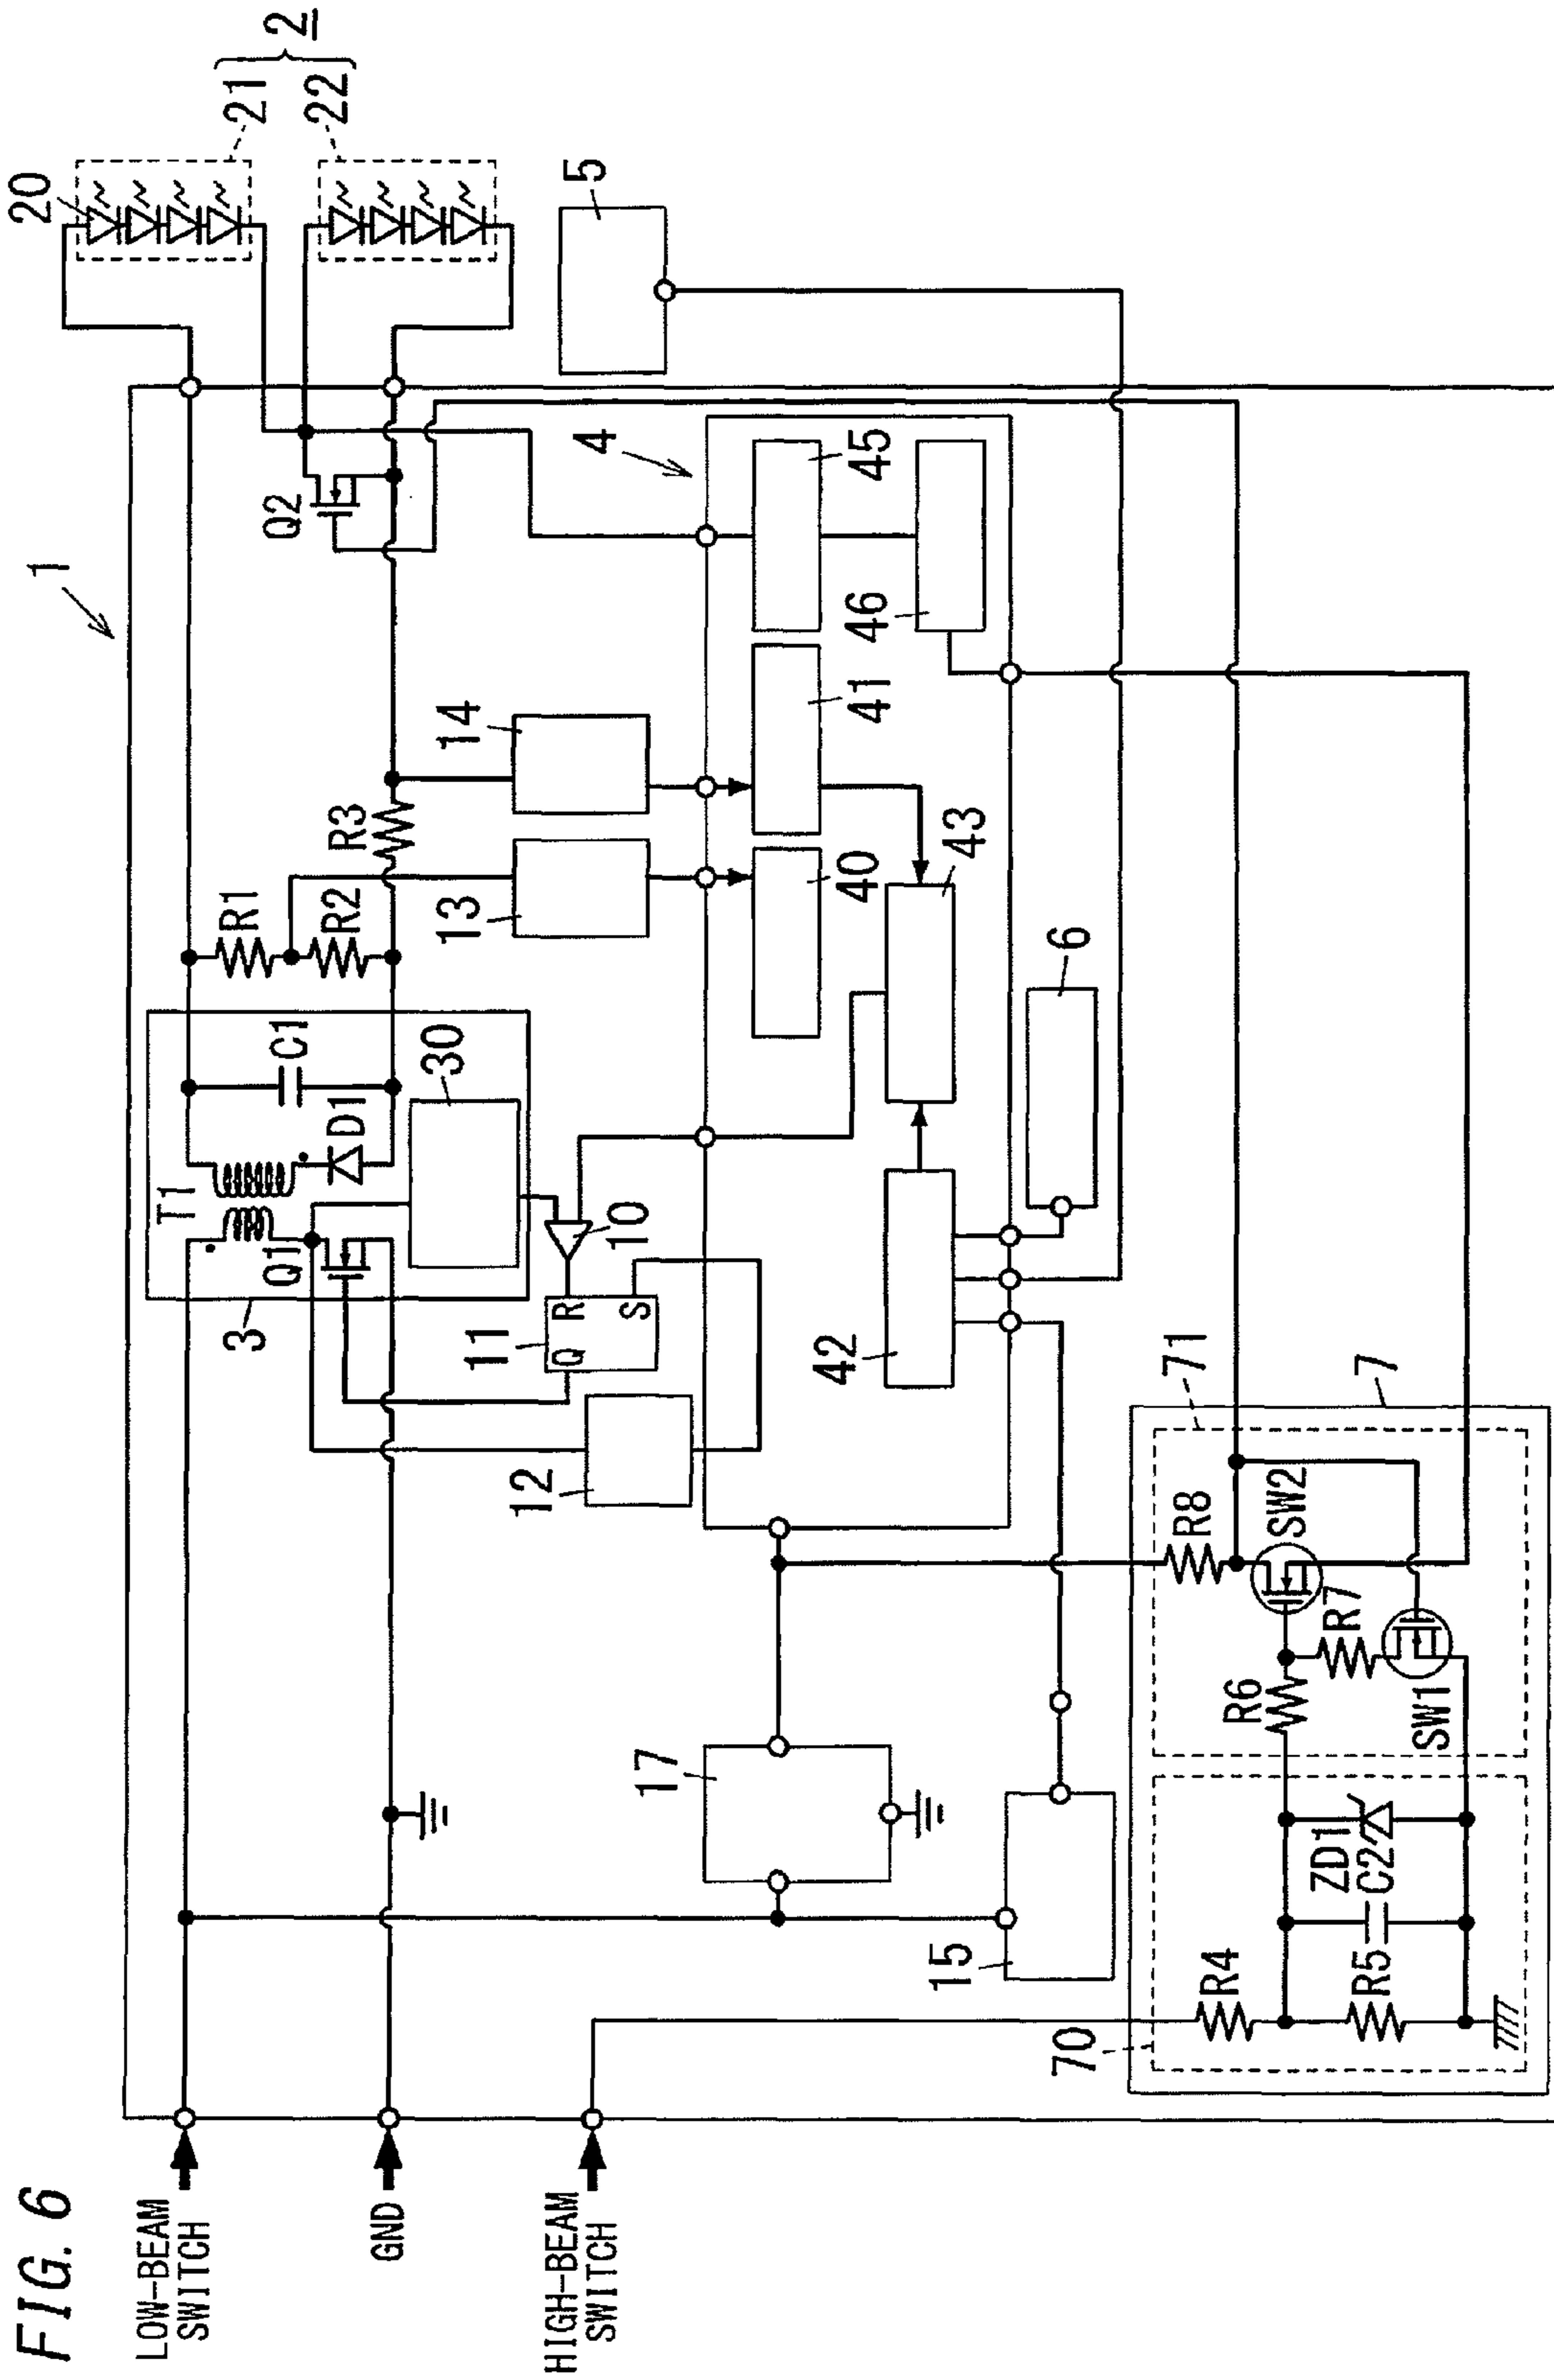 FIG. 6
LOW-BEAM
SWITCH
GND
HIGH-BEAM
SWITCH
1
2
21
22
20
5
Q2
4
45
46
41
14
13
R3
R1
R2
40
43
6
C1
30
D1
T1
Q1
3
10
R
S
Q
11
12
42
17
15
71
7
R8
SW2
R7
R6
SW1
ZD1
C2
R4
R5
70